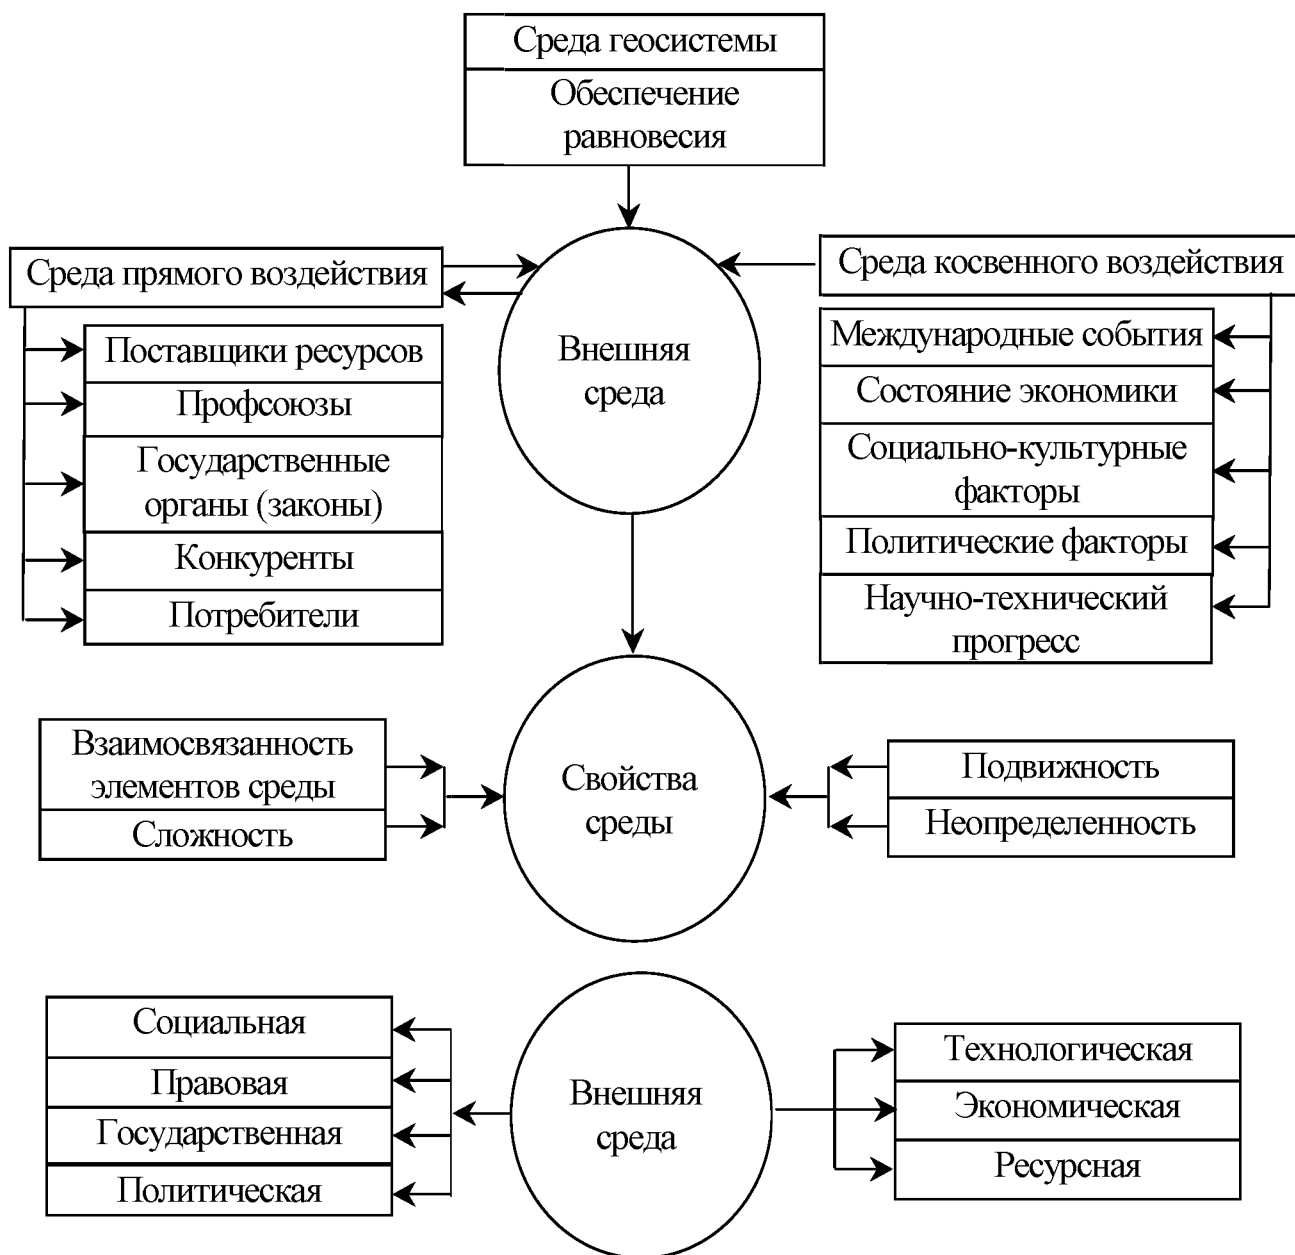 Среда геосистемы
Обеспечение
равновесия
Среда прямого воздействия
Поставщики ресурсов
Профсоюзы
Государственные
органы (законы)
Конкуренты
Потребители
Внешняя
среда
Среда косвенного воздействия
Международные события
Состояние экономики
Социально-культурные
факторы
Политические факторы
Научно-технический
прогресс
Взаимосвязанность
элементов среды
Сложность
Свойства
среды
Подвижность
Неопределенность
Социальная
Правовая
Государственная
Политическая
Внешняя
среда
Технологическая
Экономическая
Ресурсная